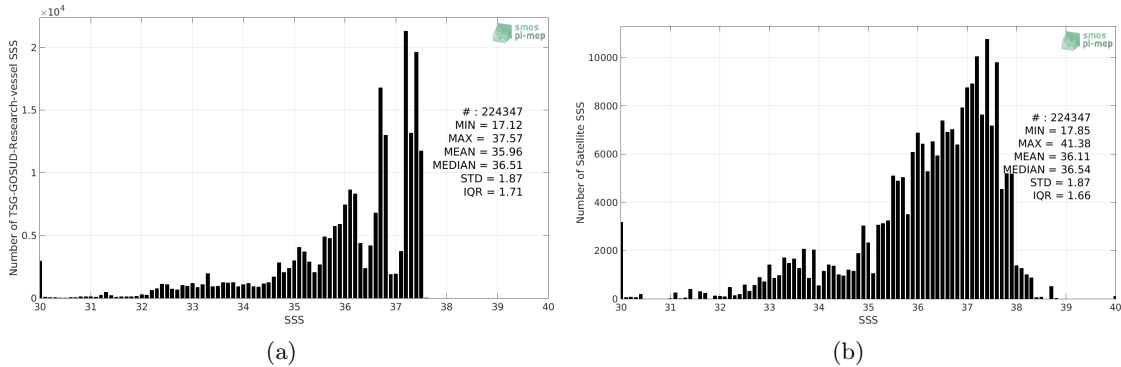 ×10⁴
2
1.5
1
0.5
0
Number of TSG-GOSUD-Research-vessel SSS
smos
pi-mep
# : 224347
MIN = 17.12
MAX = 37.57
MEAN = 35.96
MEDIAN = 36.51
STD = 1.87
IQR = 1.71
30 31 32 33 34 35 36 37 38 39 40
SSS
(a)
10000
8000
6000
4000
2000
0
Number of Satellite SSS
smos
pi-mep
# : 224347
MIN = 17.85
MAX = 41.38
MEAN = 36.11
MEDIAN = 36.54
STD = 1.87
IQR = 1.66
30 31 32 33 34 35 36 37 38 39 40
SSS
(b)